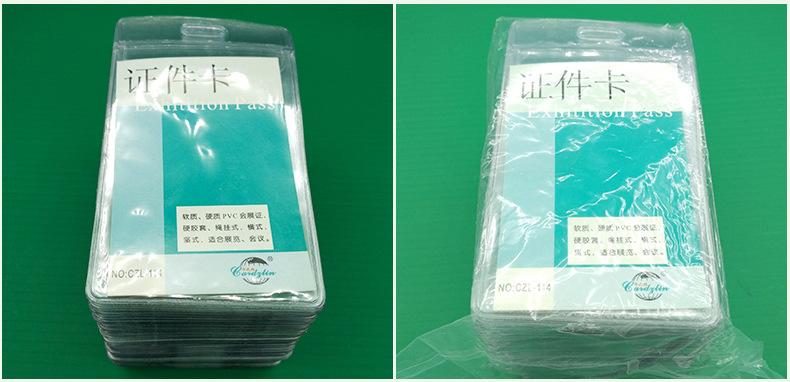 证件卡
Exhibition Pass
软质、硬质PVC会展证、
硬胶套、绳挂式、横式、
竖式、适合展览、会议。
NO:CZL-114
Cardzlin
®
证件卡
Exhibition Pass
软质、硬质PVC会展证、
硬胶套、绳挂式、横式、
竖式、适合展览、会议。
NO:CZL-114
Cardzlin